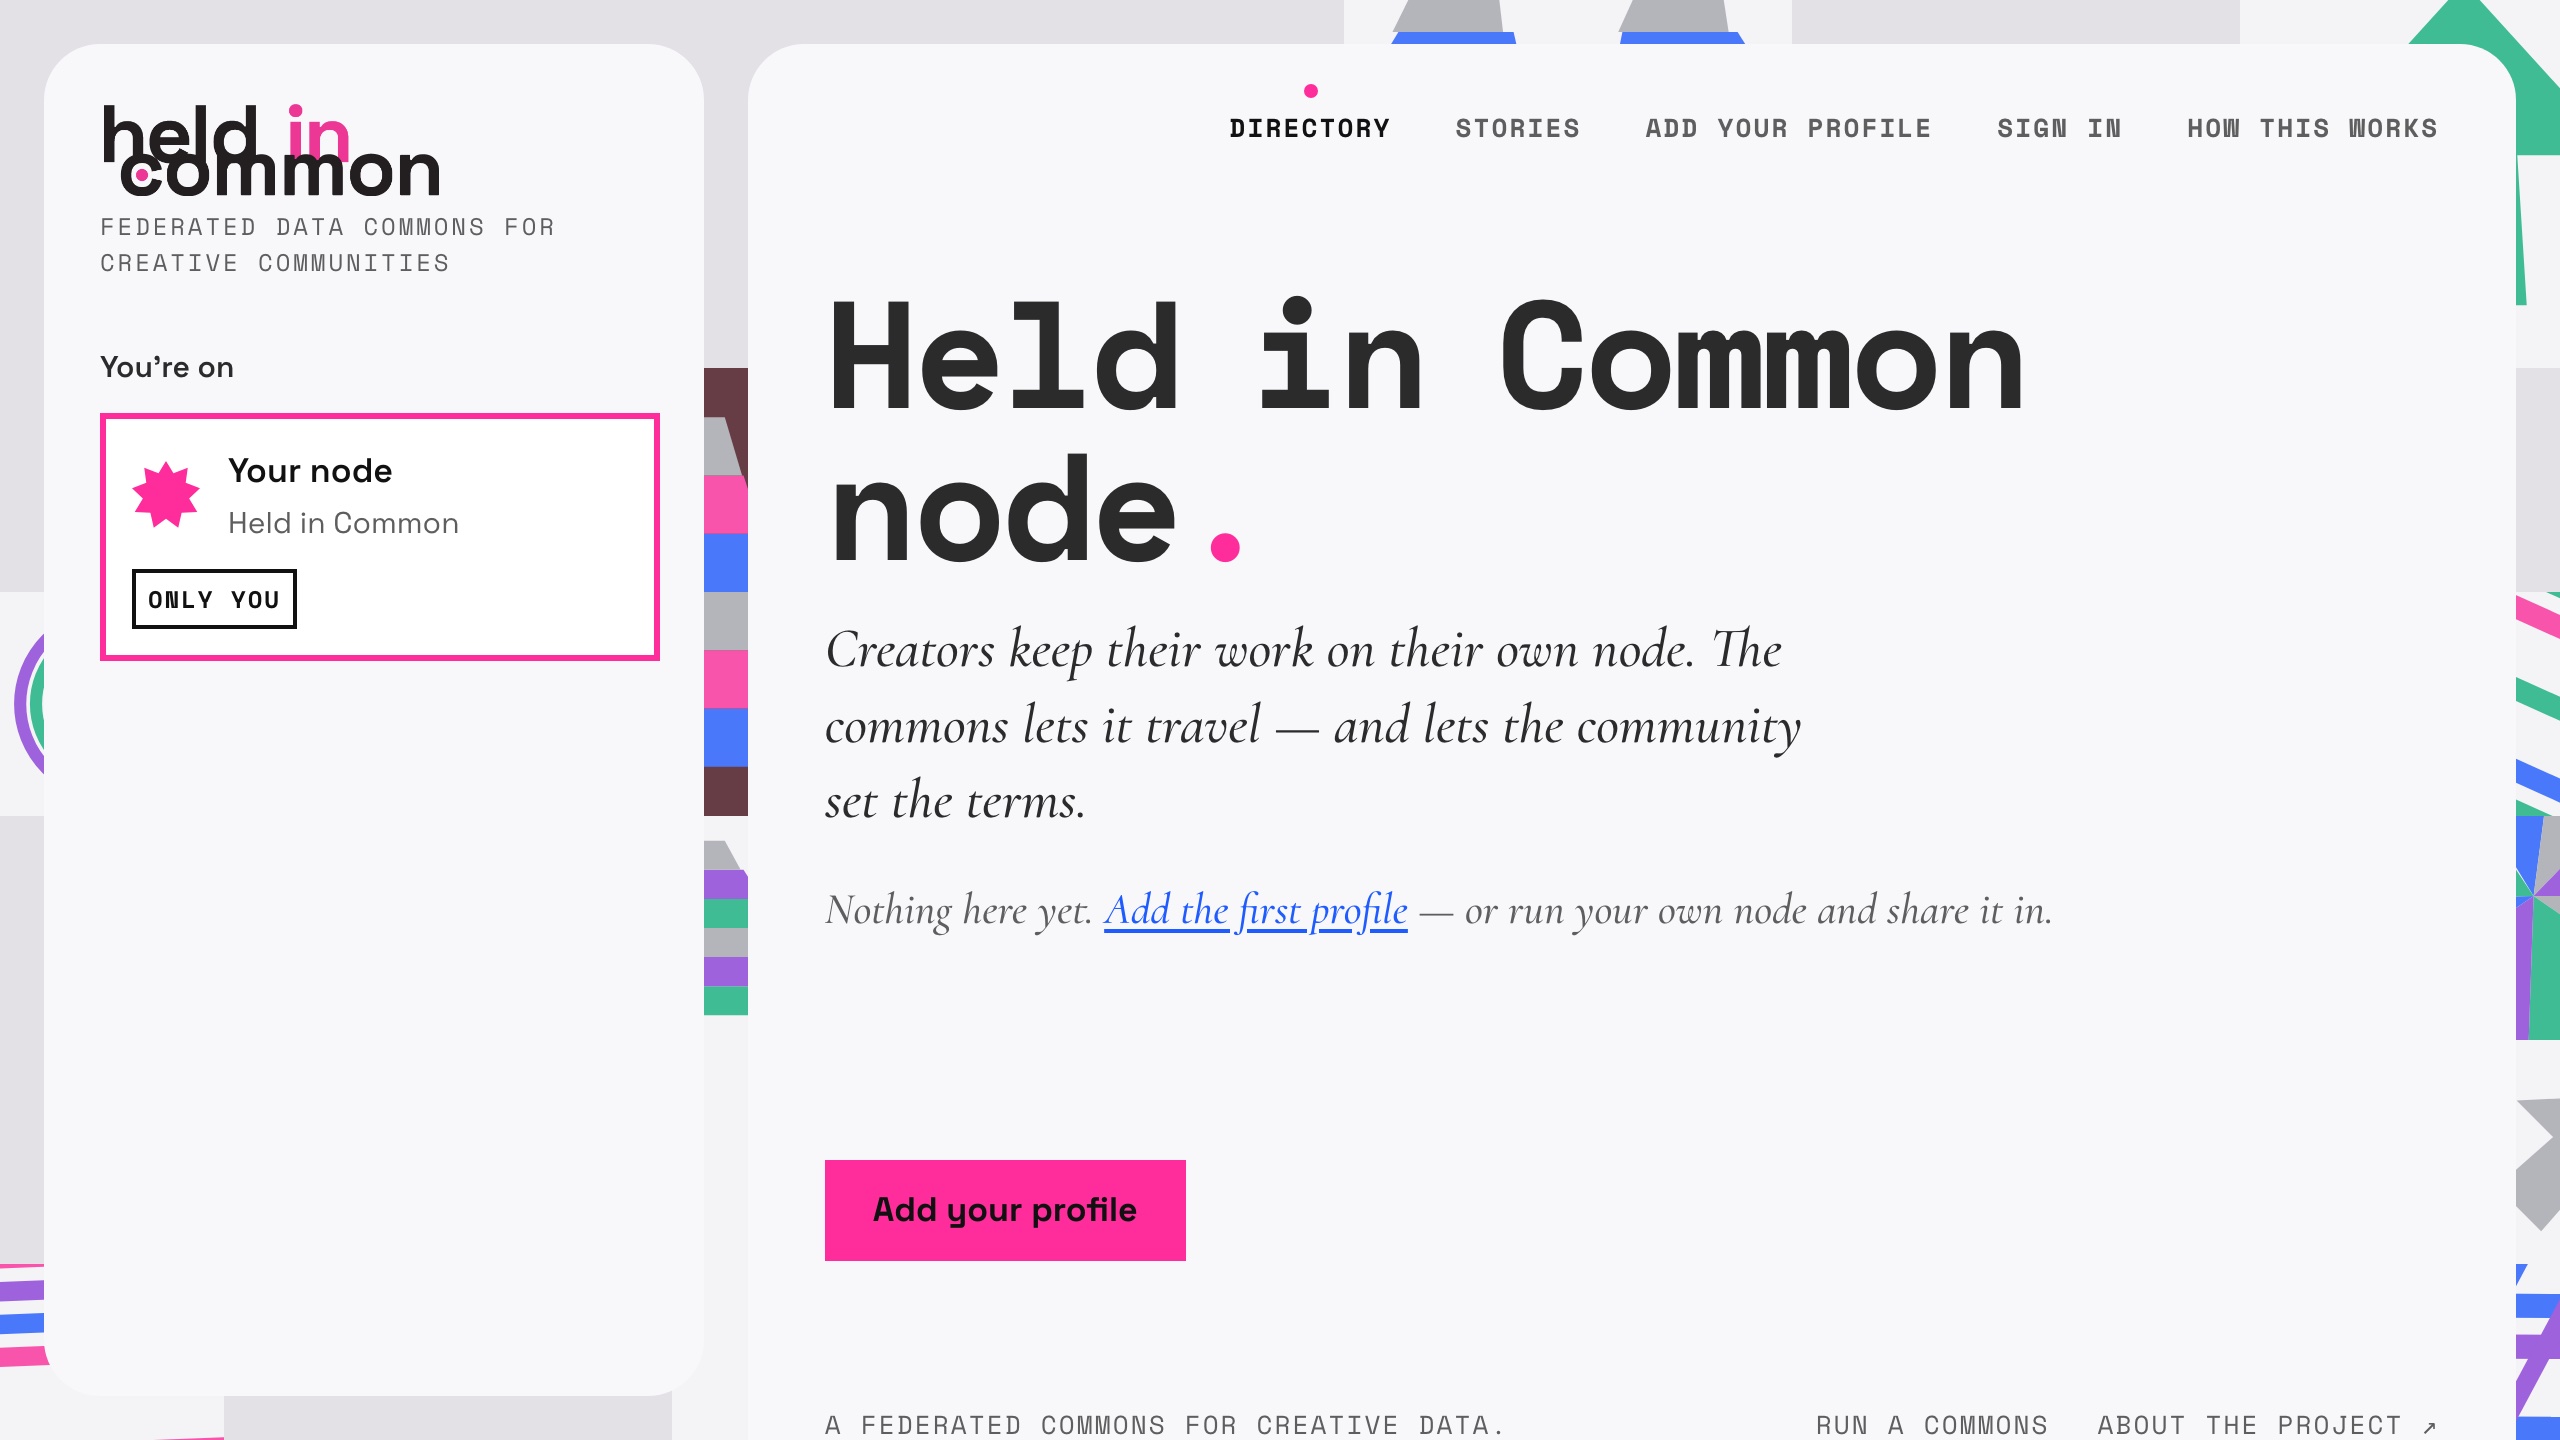 held in
common
FEDERATED DATA COMMONS FOR
CREATIVE COMMUNITIES
You're on
Your node
Held in Common
ONLY YOU
DIRECTORY STORIES ADD YOUR PROFILE SIGN IN HOW THIS WORKS
Held in Common
node.
Creators keep their work on their own node. The
commons lets it travel — and lets the community
set the terms.
Nothing here yet. Add the first profile — or run your own node and share it in.
Add your profile
A FEDERATED COMMONS FOR CREATIVE DATA. RUN A COMMONS ABOUT THE PROJECT ↗